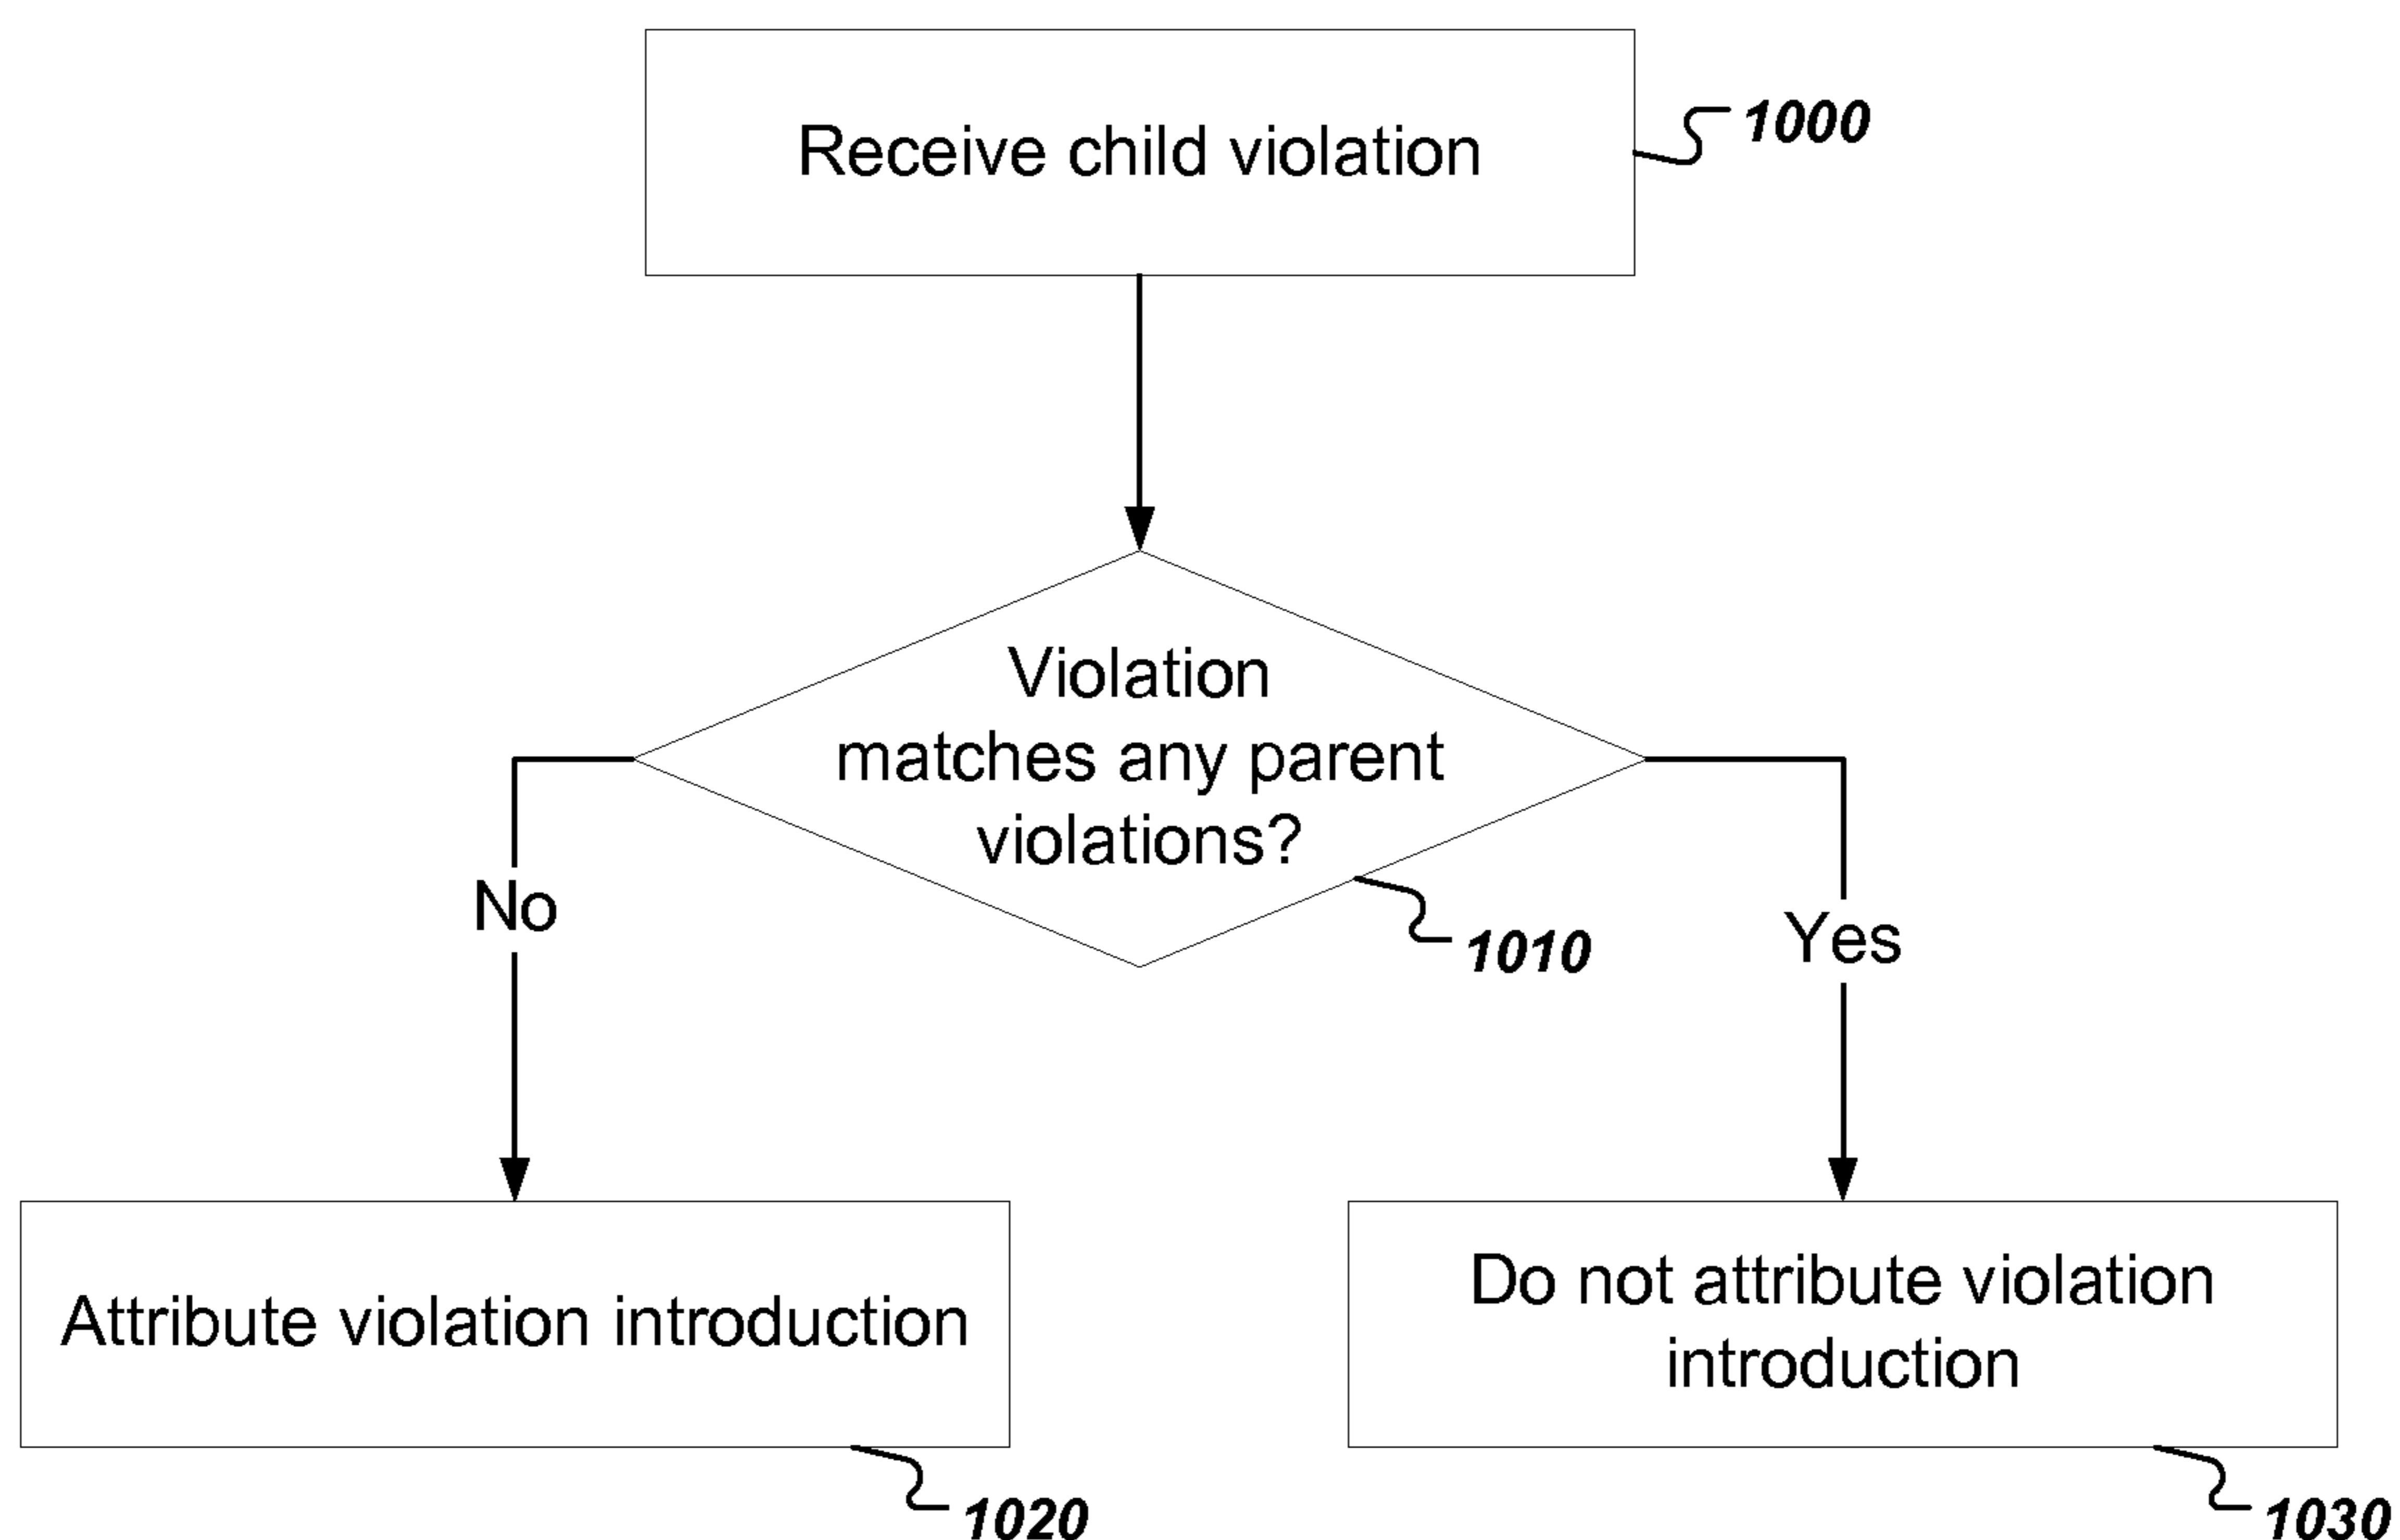 Receive child violation
1000
Violation
matches any parent
violations?
1010
No
Yes
Attribute violation introduction
1020
Do not attribute violation
introduction
1030